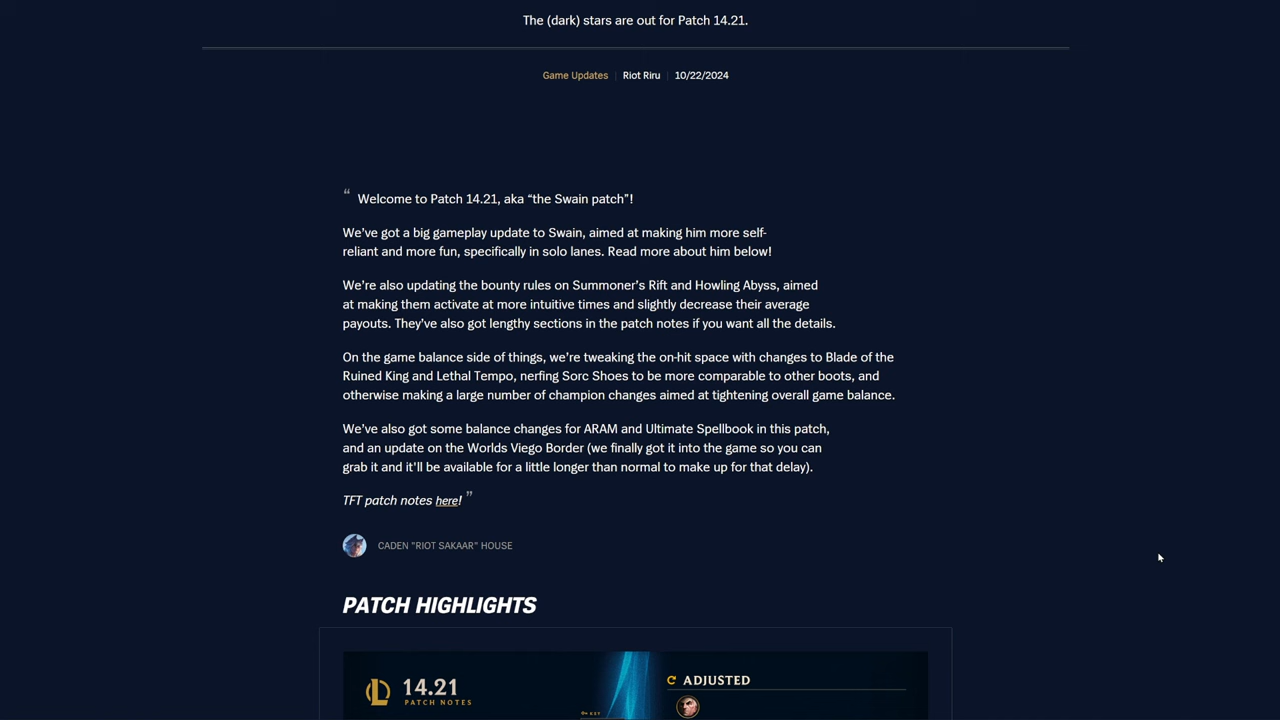 The (dark) stars are out for Patch 14.21.
Game Updates | Riot Riru | 10/22/2024
“ Welcome to Patch 14.21, aka “the Swain patch”!
We’ve got a big gameplay update to Swain, aimed at making him more self-
reliant and more fun, specifically in solo lanes. Read more about him below!
We’re also updating the bounty rules on Summoner’s Rift and Howling Abyss, aimed
at making them activate at more intuitive times and slightly decrease their average
payouts. They’ve also got lengthy sections in the patch notes if you want all the details.
On the game balance side of things, we’re tweaking the on-hit space with changes to Blade of the
Ruined King and Lethal Tempo, nerfing Sorc Shoes to be more comparable to other boots, and
otherwise making a large number of champion changes aimed at tightening overall game balance.
We’ve also got some balance changes for ARAM and Ultimate Spellbook in this patch,
and an update on the Worlds Viego Border (we finally got it into the game so you can
grab it and it'll be available for a little longer than normal to make up for that delay).
TFT patch notes here! ”
CADEN "RIOT SAKAAR" HOUSE
PATCH HIGHLIGHTS
14.21
PATCH NOTES
KEY
ADJUSTED